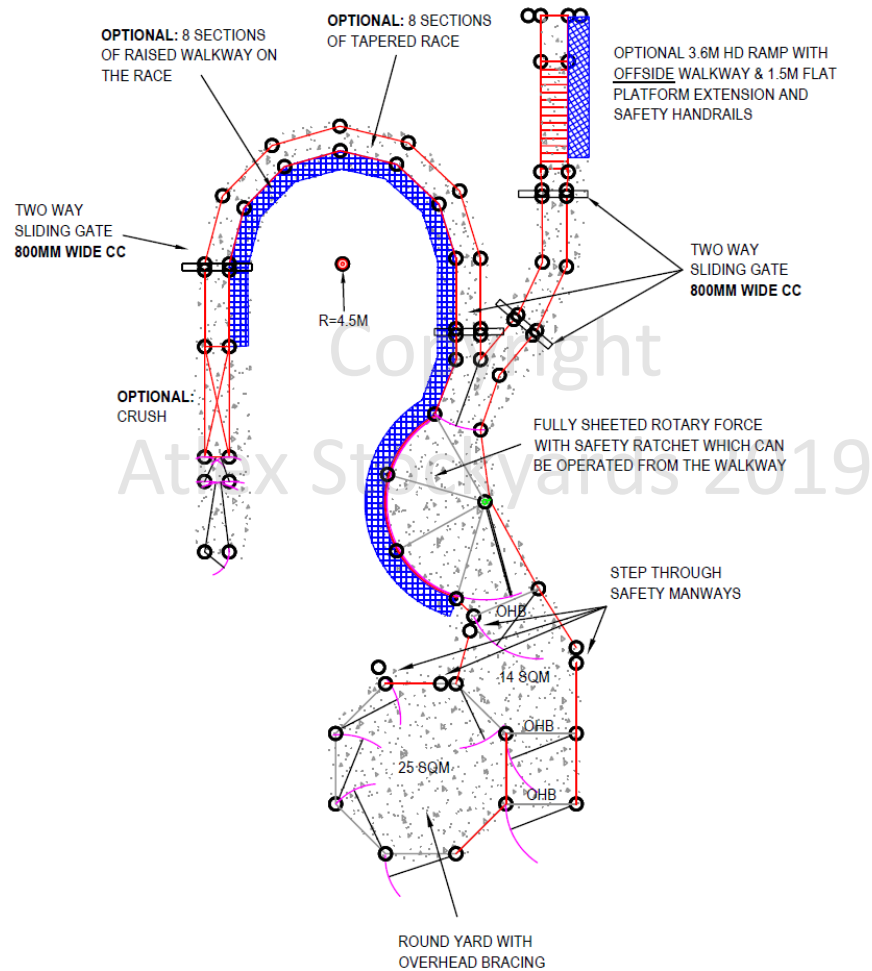 OPTIONAL: 8 SECTIONS
OF RAISED WALKWAY ON
THE RACE
OPTIONAL: 8 SECTIONS
OF TAPERED RACE
OPTIONAL 3.6M HD RAMP WITH
OFFSIDE WALKWAY & 1.5M FLAT
PLATFORM EXTENSION AND
SAFETY HANDRAILS
TWO WAY
SLIDING GATE
800MM WIDE CC
TWO WAY
SLIDING GATE
800MM WIDE CC
R=4.5M
Copyright
OPTIONAL:
CRUSH
FULLY SHEETED ROTARY FORCE
WITH SAFETY RATCHET WHICH CAN
BE OPERATED FROM THE WALKWAY
Stockyards 2019
STEP THROUGH
SAFETY MANWAYS
OHB
14 SQM
OHB
25 SQM
OHB
ROUND YARD WITH
OVERHEAD BRACING